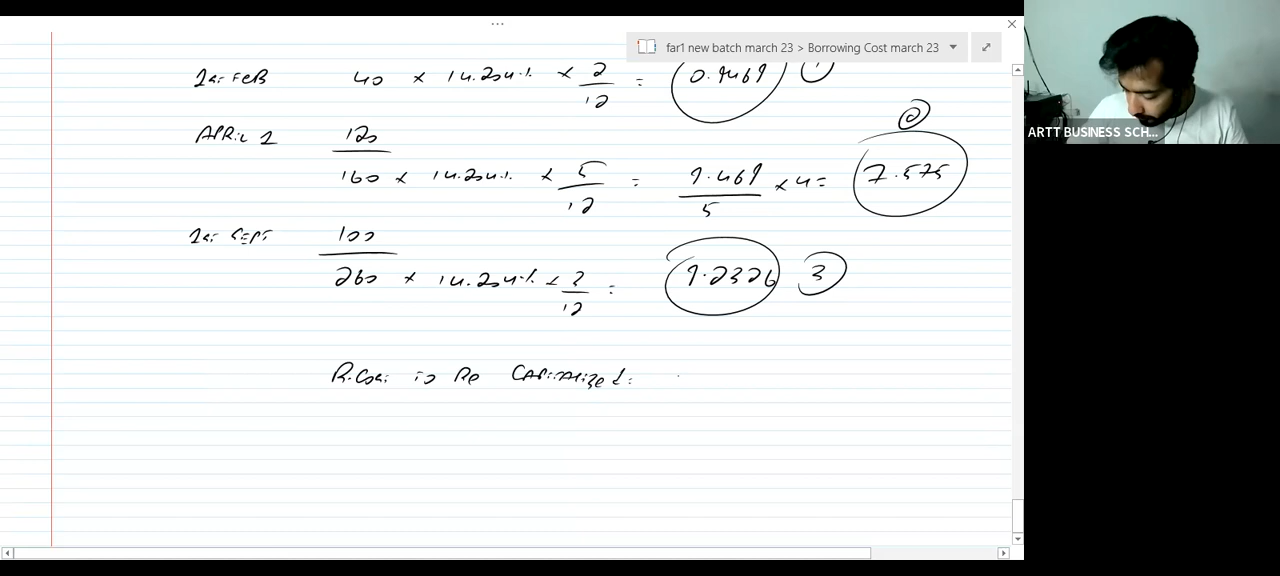 far1 new batch march 23 > Borrowing Cost march 23
ARTT BUSINESS SCH...
1st FEB 40 × 14.204% × 2/12 = 0.9469 1
APRIL 1 120
160 × 14.204% × 5/12 = 9.469/5 × 4 = 7.575 2
1st SEPT 100
260 × 14.204% × 3/12 = 9.2326 3
B.Cost to Be CAPitalized: